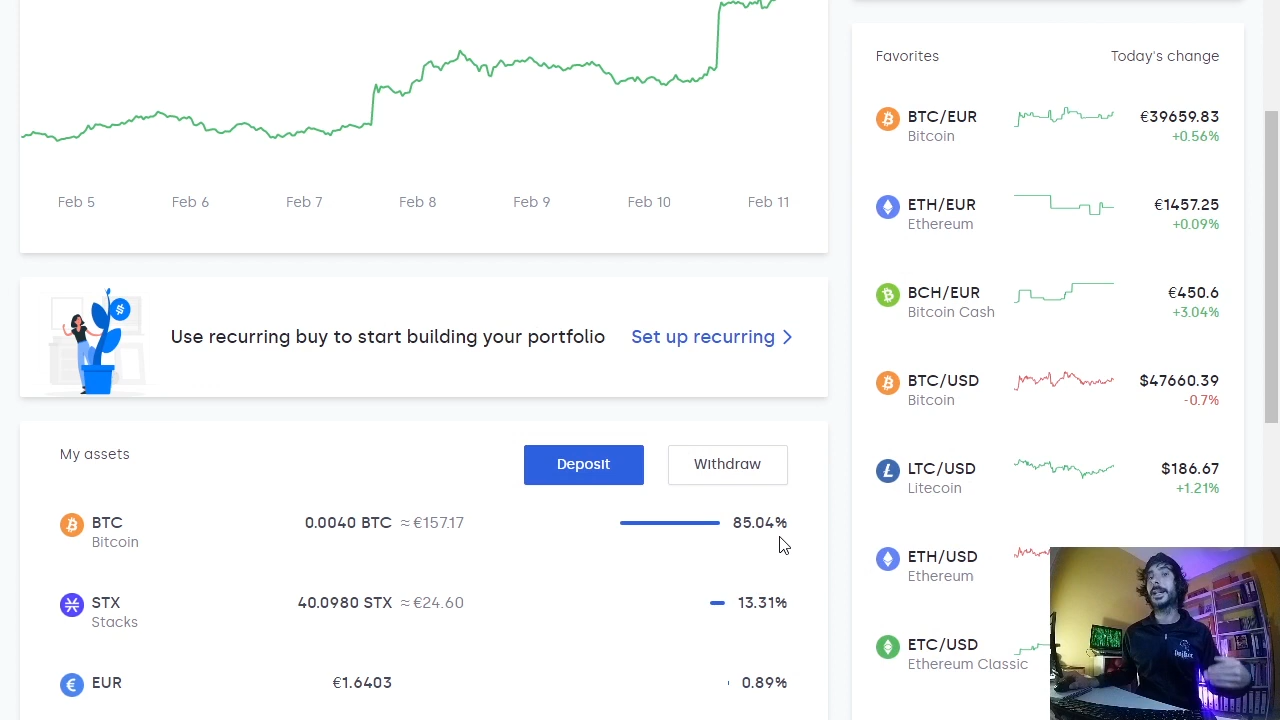 Feb 5 Feb 6 Feb 7 Feb 8 Feb 9 Feb 10 Feb 11
Use recurring buy to start building your portfolio
Set up recurring
My assets
Deposit
Withdraw
BTC 0.0040 BTC ≈ €157.17 85.04%
Bitcoin
STX 40.0980 STX ≈ €24.60 13.31%
Stacks
EUR €1.6403 0.89%
Favorites Today's change
BTC/EUR €39659.83
Bitcoin +0.56%
ETH/EUR €1457.25
Ethereum +0.09%
BCH/EUR €450.6
Bitcoin Cash +3.04%
BTC/USD $47660.39
Bitcoin -0.7%
LTC/USD $186.67
Litecoin +1.21%
ETH/USD
Ethereum
ETC/USD
Ethereum Classic